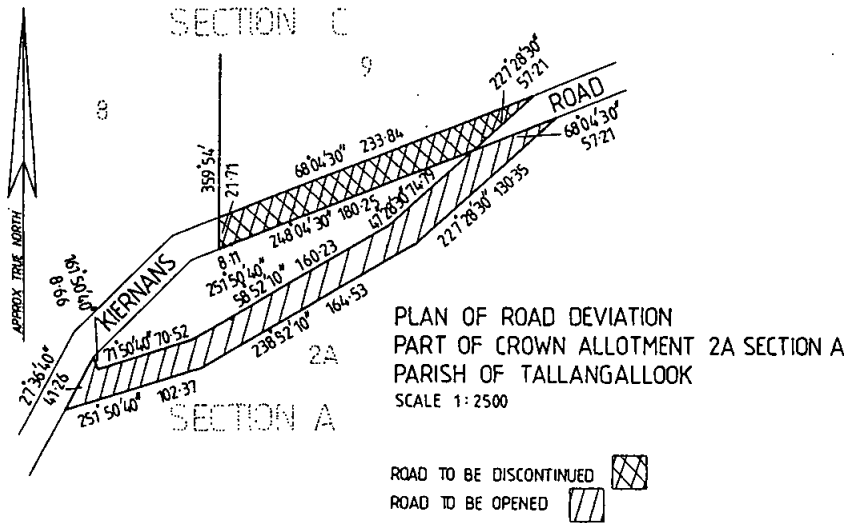 SECTION C
9
8
227°28'30"
57·21
ROAD
68°04'30"
57·21
68°04'30" 233·84
359°54'
21·71
248°04'30" 180·25
47°28'30" 74·79
227°28'30" 130·35
8·11
251°50'40"
58°52'10" 160·23
238°52'10" 164·53
APPROX TRUE NORTH
161°50'40"
8·66
KIERNANS
71°50'40" 70·52
27°36'40"
41·26
251°50'40" 102·37
2A
SECTION A
PLAN OF ROAD DEVIATION
PART OF CROWN ALLOTMENT 2A SECTION A
PARISH OF TALLANGALLOOK
SCALE 1:2500
ROAD TO BE DISCONTINUED
ROAD TO BE OPENED